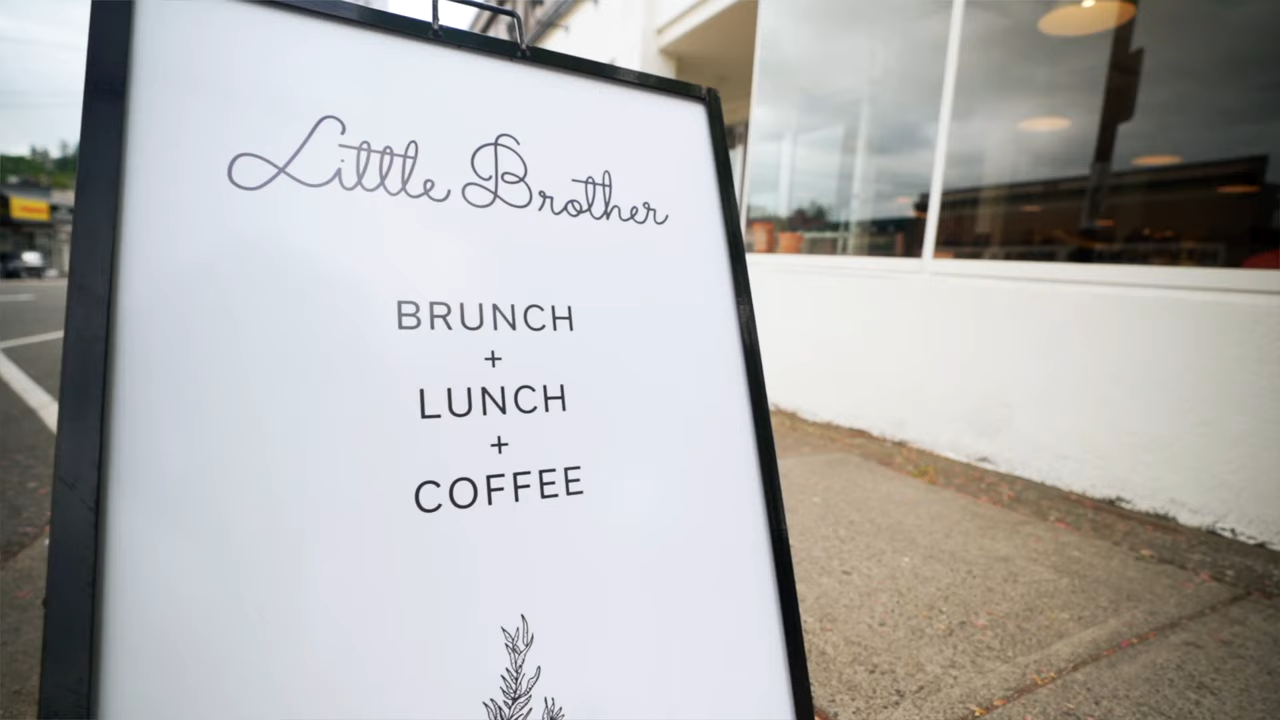 Little Brother
BRUNCH
+
LUNCH
+
COFFEE